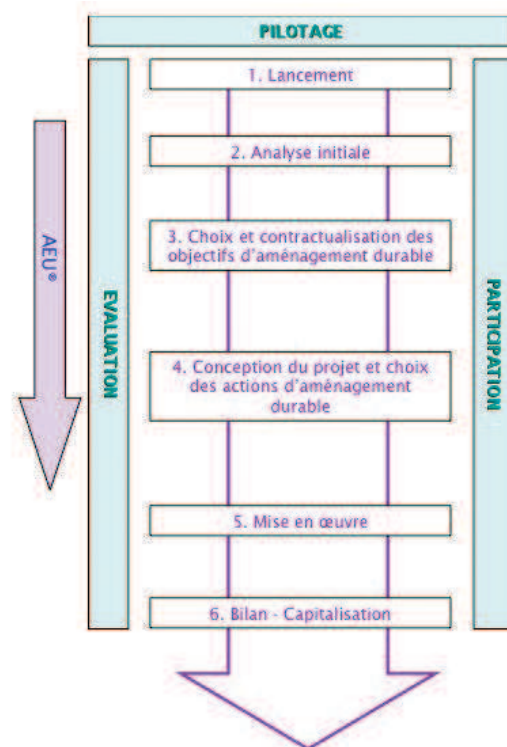 PILOTAGE
1. Lancement
2. Analyse initiale
3. Choix et contractualisation des
objectifs d'aménagement durable
4. Conception du projet et choix
des actions d'aménagement
durable
5. Mise en œuvre
6. Bilan - Capitalisation
AEU®
EVALUATION
PARTICIPATION